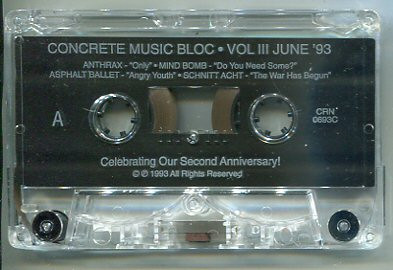 CONCRETE MUSIC BLOC • VOL III JUNE '93
ANTHRAX - "Only" • MIND BOMB - "Do You Need Some?"
ASPHALT BALLET - "Angry Youth" • SCHNITT ACHT - "The War Has Begun"
A
CRN
0693C
Celebrating Our Second Anniversary!
© ℗ 1993 All Rights Reserved